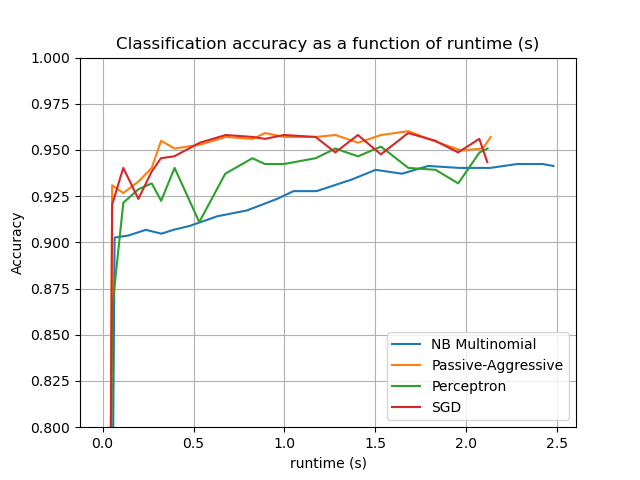 Classification accuracy as a function of runtime (s)
1.000
0.975
0.950
0.925
0.900
0.875
0.850
0.825
0.800
Accuracy
NB Multinomial
Passive-Aggressive
Perceptron
SGD
0.0 0.5 1.0 1.5 2.0 2.5
runtime (s)